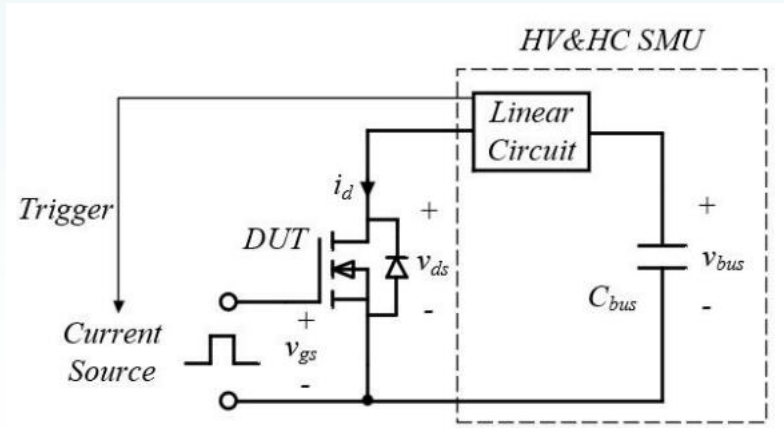 HV&HC SMU
Linear
Circuit
i_d
Trigger
DUT
+
v_ds
-
+
v_bus
-
C_bus
Current
Source
+
v_gs
-